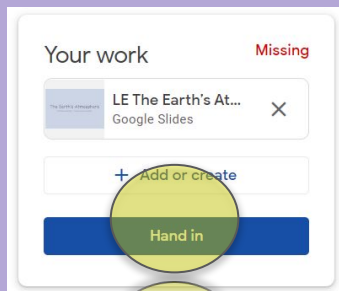 Your work
Missing
LE The Earth's At...
Google Slides
+ Add or create
Hand in